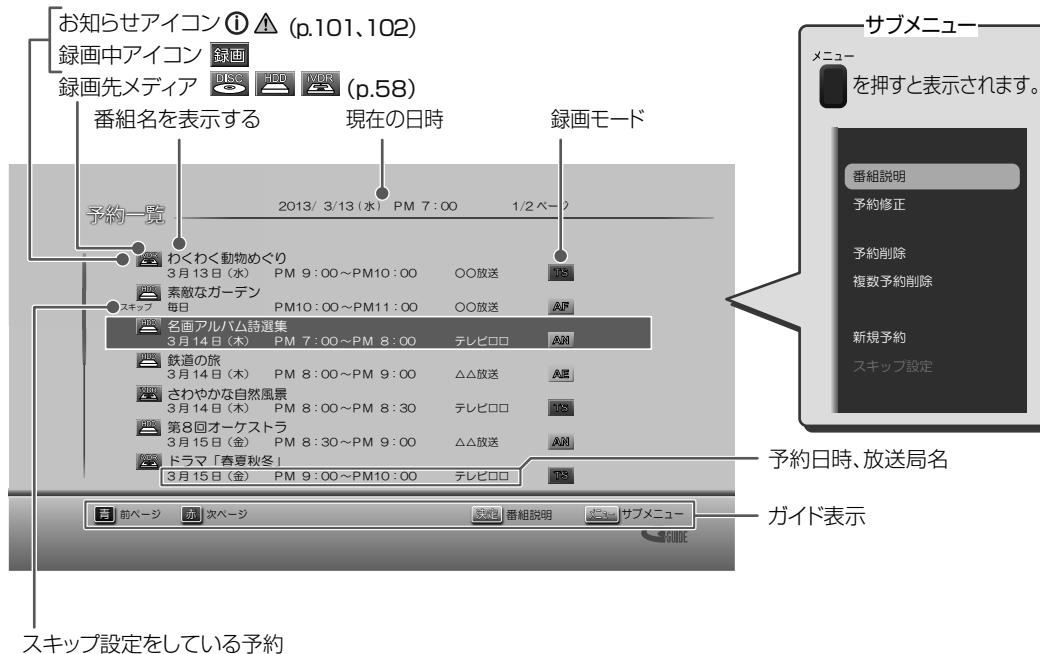 お知らせアイコン (p.101、102)
録画中アイコン 録画
録画先メディア DISC HDD iVDR (p.58)
番組名を表示する
現在の日時
録画モード
予約一覧
2013/ 3/13(水) PM 7:00
1/2 ページ
わくわく動物めぐり
3月13日(水) PM 9:00～PM10:00 〇〇放送 TS
素敵なガーデン
スキップ 毎日 PM10:00～PM11:00 〇〇放送 AF
HDD 名画アルバム詩選集
3月14日(木) PM 7:00～PM 8:00 テレビ□□ AN
鉄道の旅
3月14日(木) PM 8:00～PM 9:00 △△放送 AE
さわやかな自然風景
3月14日(木) PM 8:00～PM 8:30 テレビ□□ TS
第8回オーケストラ
3月15日(金) PM 8:30～PM 9:00 △△放送 AN
ドラマ「春夏秋冬」
3月15日(金) PM 9:00～PM10:00 テレビ□□ TS
青 前ページ 赤 次ページ 決定 番組説明 メニュー サブメニュー
G-GUIDE
サブメニュー
メニュー
を押すと表示されます。
番組説明
予約修正
予約削除
複数予約削除
新規予約
スキップ設定
予約日時、放送局名
ガイド表示
スキップ設定をしている予約